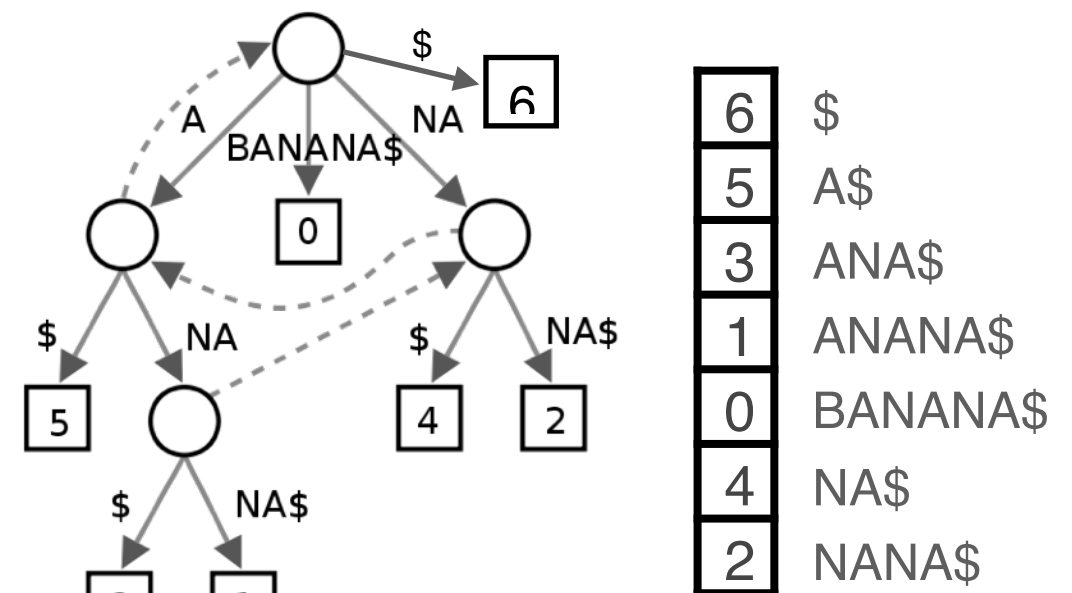 $
6
A
NA
BANANA$
0
$
NA
$
NA$
5
4
2
$
NA$
6 $
5 A$
3 ANA$
1 ANANA$
0 BANANA$
4 NA$
2 NANA$